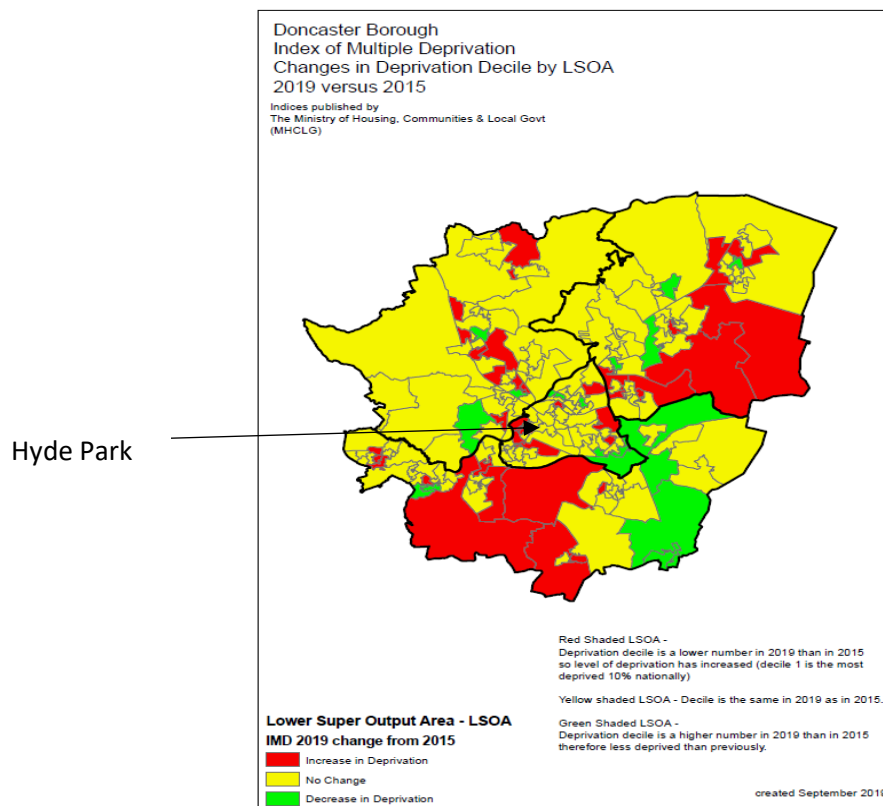 Doncaster Borough
Index of Multiple Deprivation
Changes in Deprivation Decile by LSOA
2019 versus 2015
Indices published by
The Ministry of Housing, Communities & Local Govt
(MHCLG)
Hyde Park
Red Shaded LSOA -
Deprivation decile is a lower number in 2019 than in 2015
so level of deprivation has increased (decile 1 is the most
deprived 10% nationally)
Yellow shaded LSOA - Decile is the same in 2019 as in 2015.
Green Shaded LSOA -
Deprivation decile is a higher number in 2019 than in 2015
therefore less deprived than previously.
Lower Super Output Area - LSOA
IMD 2019 change from 2015
Increase in Deprivation
No Change
Decrease in Deprivation
created September 2019